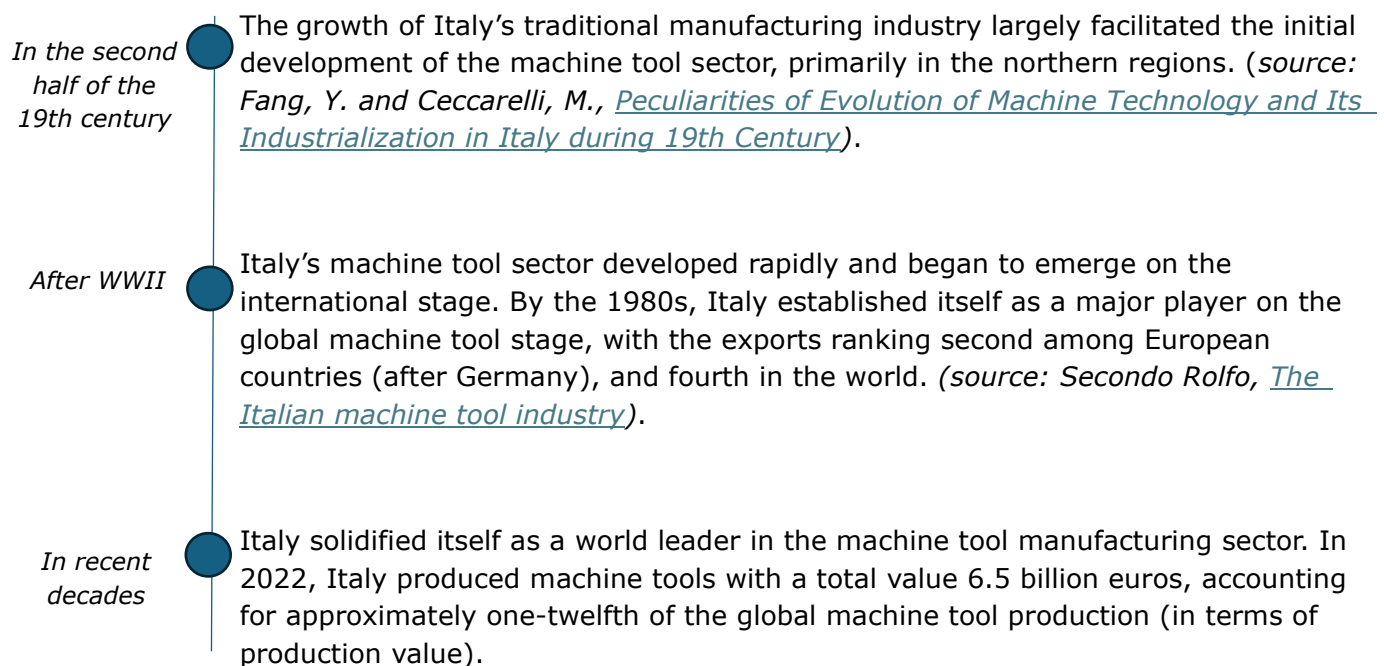 In the second
half of the
19th century
The growth of Italy’s traditional manufacturing industry largely facilitated the initial
development of the machine tool sector, primarily in the northern regions. (source:
Fang, Y. and Ceccarelli, M., Peculiarities of Evolution of Machine Technology and Its
Industrialization in Italy during 19th Century).
After WWII
Italy’s machine tool sector developed rapidly and began to emerge on the
international stage. By the 1980s, Italy established itself as a major player on the
global machine tool stage, with the exports ranking second among European
countries (after Germany), and fourth in the world. (source: Secondo Rolfo, The
Italian machine tool industry).
In recent
decades
Italy solidified itself as a world leader in the machine tool manufacturing sector. In
2022, Italy produced machine tools with a total value 6.5 billion euros, accounting
for approximately one-twelfth of the global machine tool production (in terms of
production value).